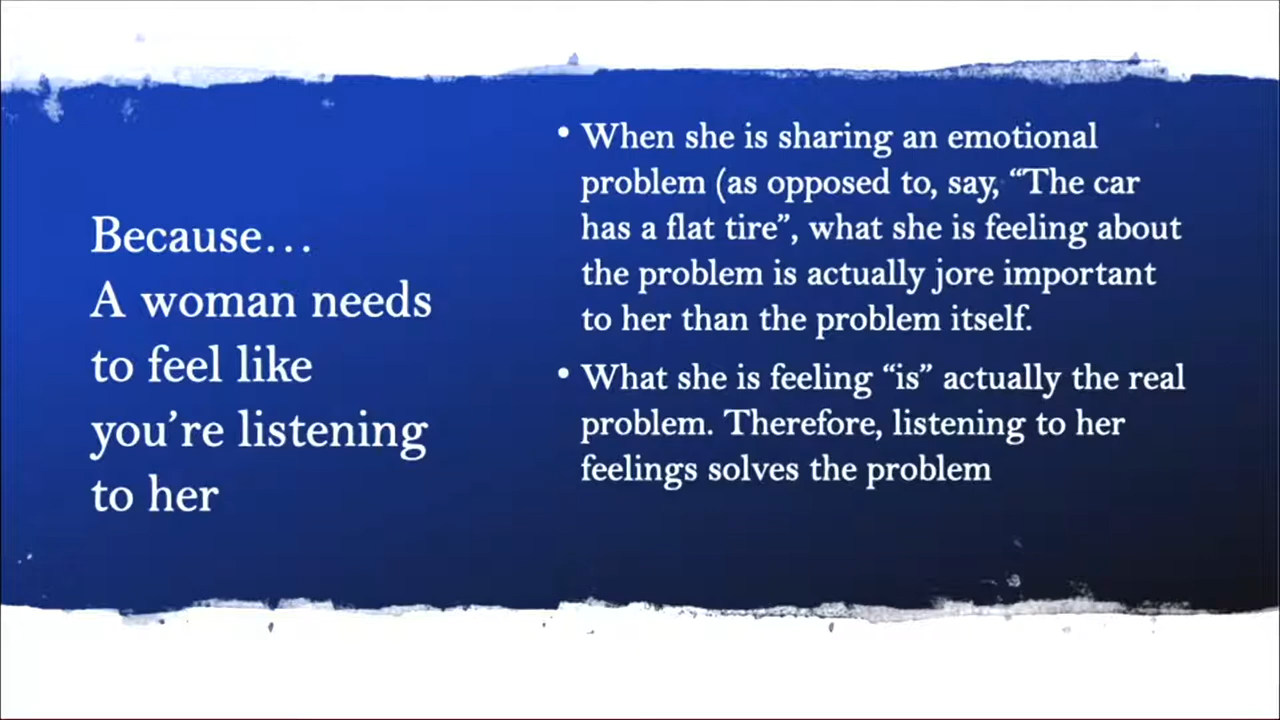 Because…
A woman needs
to feel like
you’re listening
to her
• When she is sharing an emotional
problem (as opposed to, say, “The car
has a flat tire”, what she is feeling about
the problem is actually jore important
to her than the problem itself.
• What she is feeling “is” actually the real
problem. Therefore, listening to her
feelings solves the problem